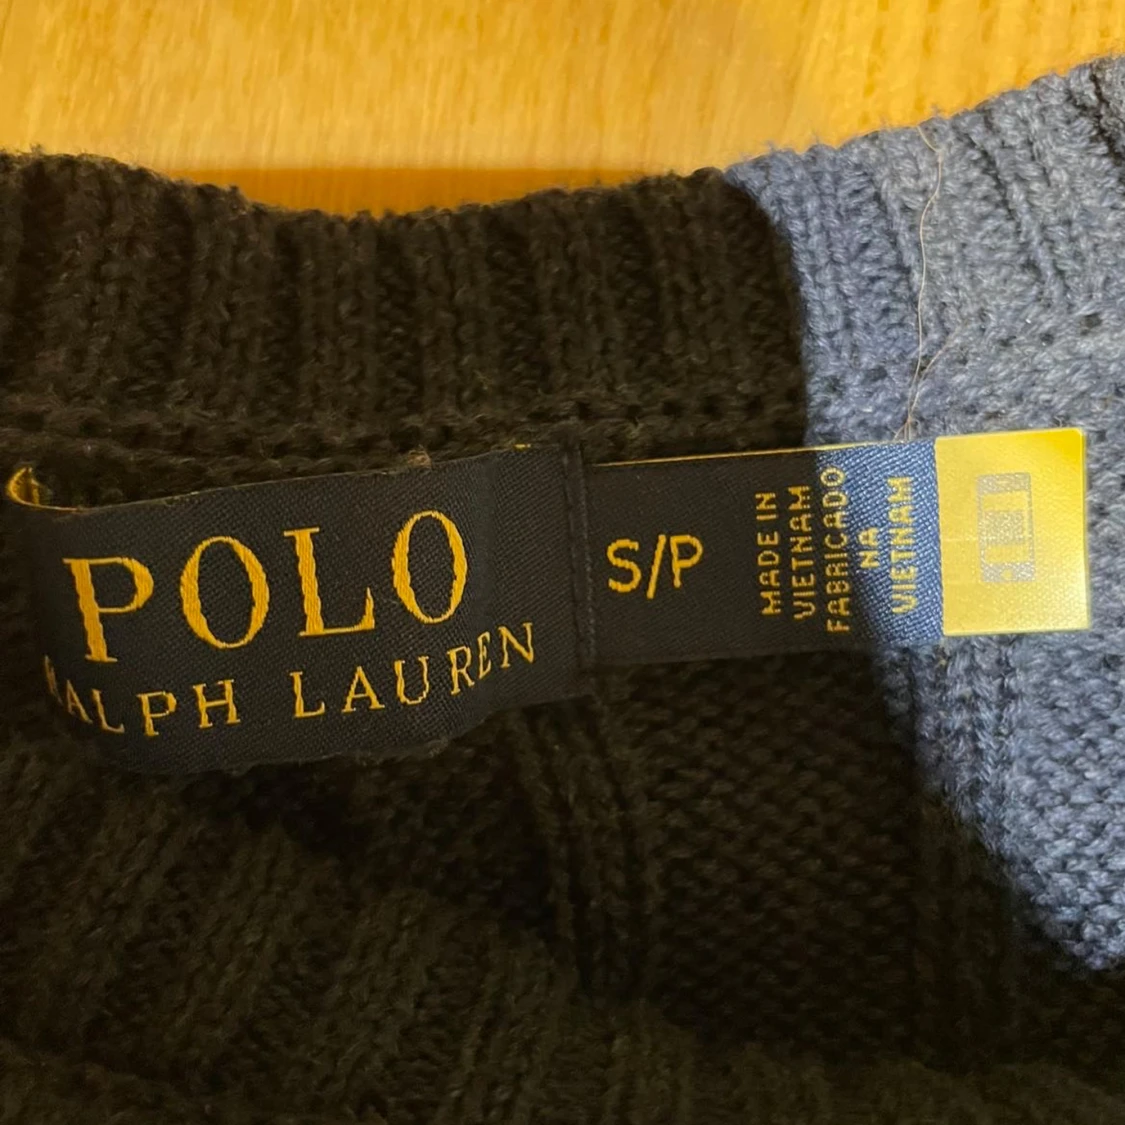 POLO
RALPH LAUREN
S/P
MADE IN
VIETNAM
FABRICADO
NA
VIETNAM